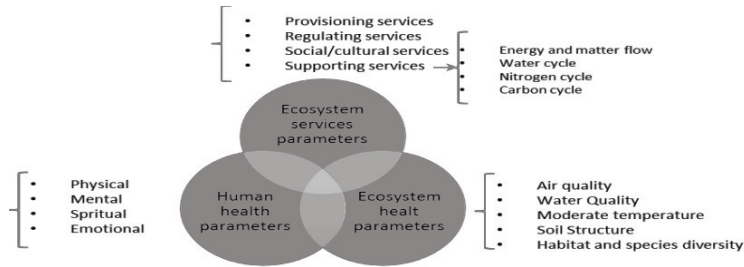 • Provisioning services
• Regulating services
• Social/cultural services
• Supporting services
• Energy and matter flow
• Water cycle
• Nitrogen cycle
• Carbon cycle
Ecosystem
services
parameters
• Physical
• Mental
• Spritual
• Emotional
Human
health
parameters
Ecosystem
healt
parameters
• Air quality
• Water Quality
• Moderate temperature
• Soil Structure
• Habitat and species diversity